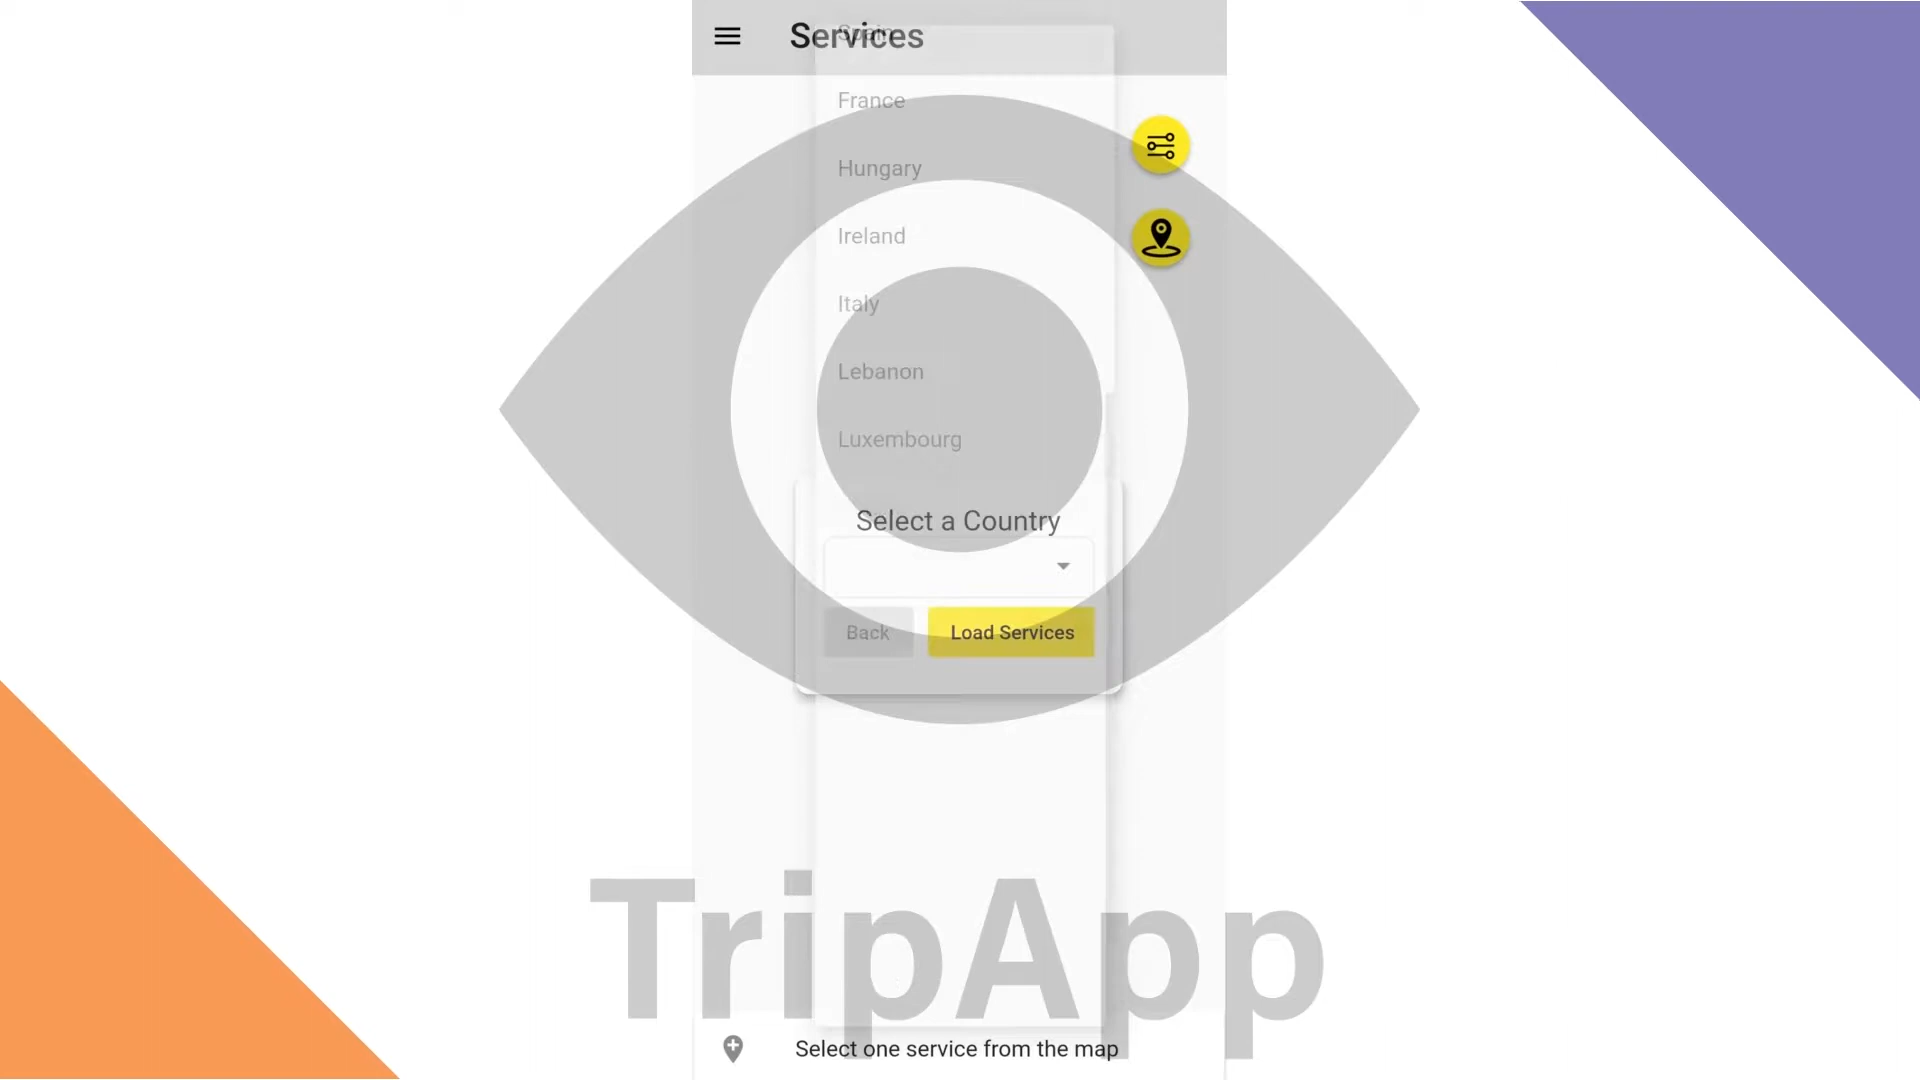 Services
Spain
France
Hungary
Ireland
Italy
Lebanon
Luxembourg
Select a Country
Back
Load Services
TripApp
Select one service from the map